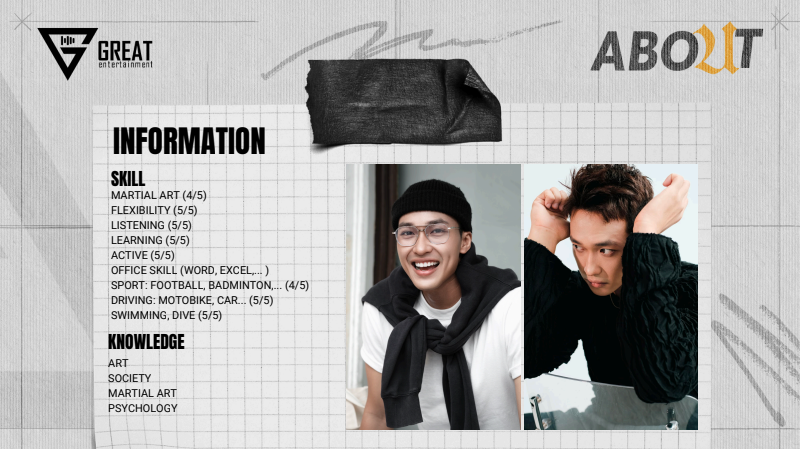 GREAT
entertainment
ABOUT
INFORMATION
SKILL
MARTIAL ART (4/5)
FLEXIBILITY (5/5)
LISTENING (5/5)
LEARNING (5/5)
ACTIVE (5/5)
OFFICE SKILL (WORD, EXCEL,... )
SPORT: FOOTBALL, BADMINTON,... (4/5)
DRIVING: MOTOBIKE, CAR... (5/5)
SWIMMING, DIVE (5/5)
KNOWLEDGE
ART
SOCIETY
MARTIAL ART
PSYCHOLOGY